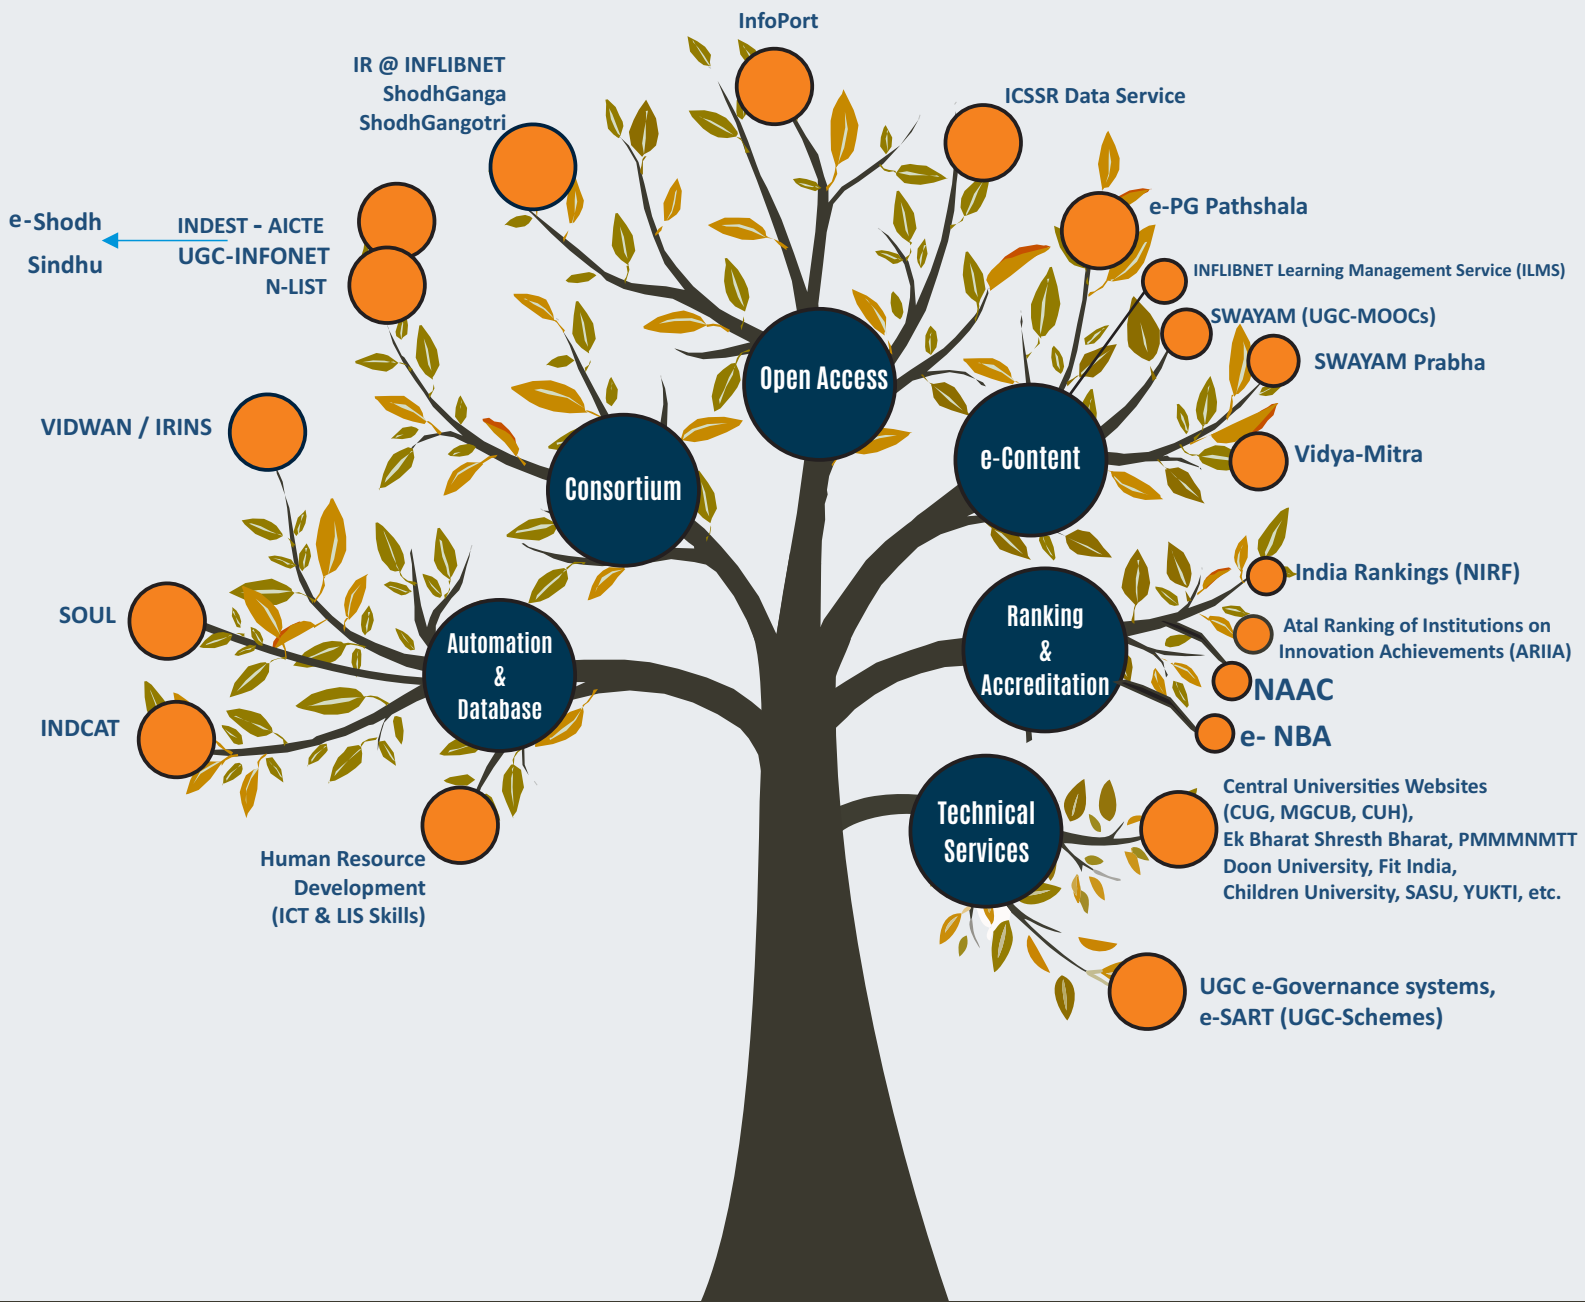 InfoPort
IR @ INFLIBNET
ShodhGanga
ShodhGangotri
ICSSR Data Service
e-Shodh
Sindhu
INDEST - AICTE
UGC-INFONET
N-LIST
e-PG Pathshala
INFLIBNET Learning Management Service (ILMS)
SWAYAM (UGC-MOOCs)
SWAYAM Prabha
Vidya-Mitra
Open Access
e-Content
Consortium
VIDWAN / IRINS
SOUL
INDCAT
Automation
&
Database
Human Resource
Development
(ICT & LIS Skills)
Ranking
&
Accreditation
India Rankings (NIRF)
Atal Ranking of Institutions on
Innovation Achievements (ARIIA)
NAAC
e- NBA
Technical
Services
Central Universities Websites
(CUG, MGCUB, CUH),
Ek Bharat Shresth Bharat, PMMMNMTT
Doon University, Fit India,
Children University, SASU, YUKTI, etc.
UGC e-Governance systems,
e-SART (UGC-Schemes)